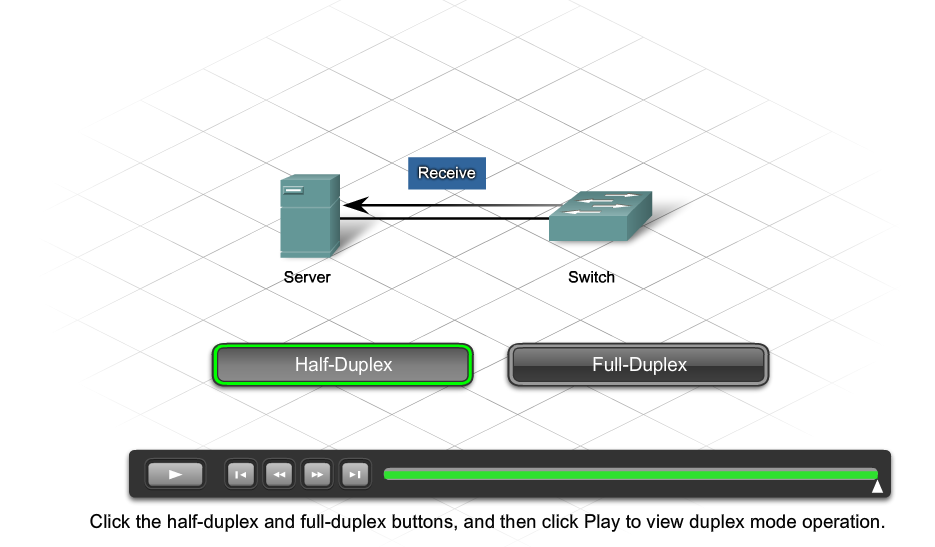 Receive
Server
Switch
Half-Duplex
Full-Duplex
Click the half-duplex and full-duplex buttons, and then click Play to view duplex mode operation.